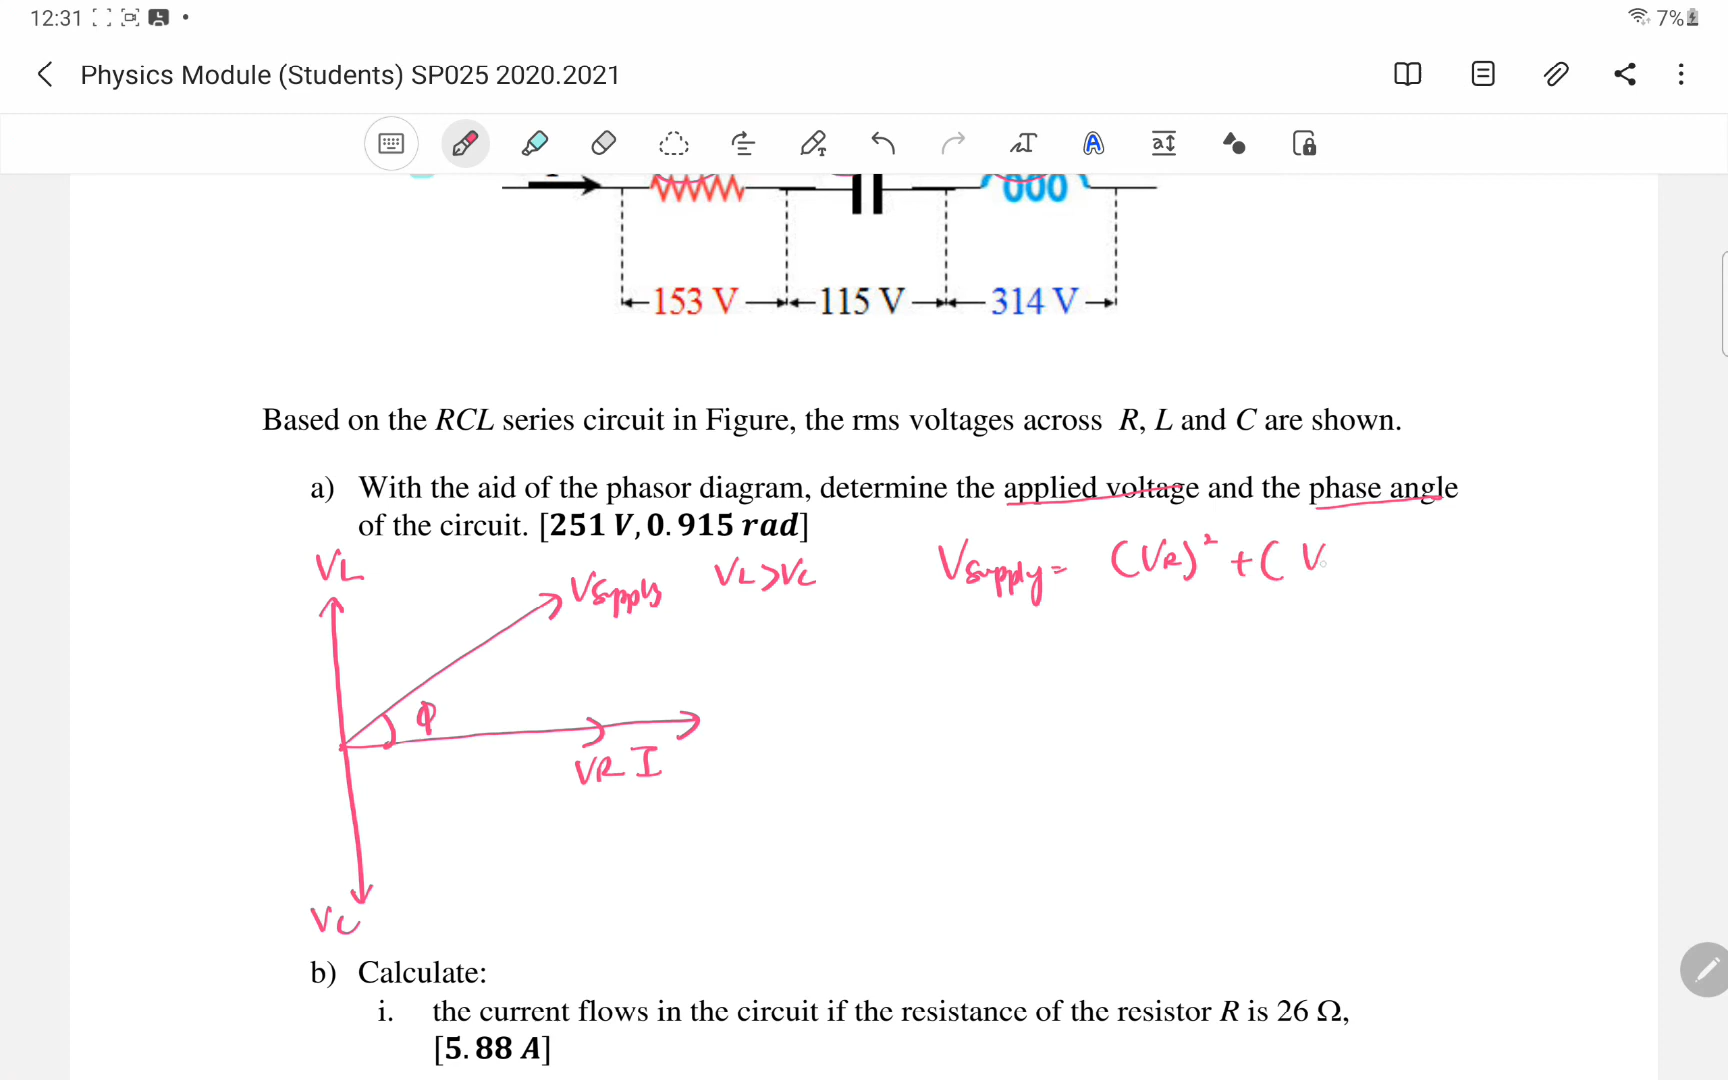 12:31 7%
Physics Module (Students) SP025 2020.2021
153 V 115 V 314 V
Based on the RCL series circuit in Figure, the rms voltages across R, L and C are shown.
a) With the aid of the phasor diagram, determine the applied voltage and the phase angle
of the circuit. [251 V, 0.915 rad]
VL
Vsupply
VL>VC
Vsupply = (VR)² + ( V
Φ
VR I
VC
b) Calculate:
i. the current flows in the circuit if the resistance of the resistor R is 26 Ω,
[5.88 A]